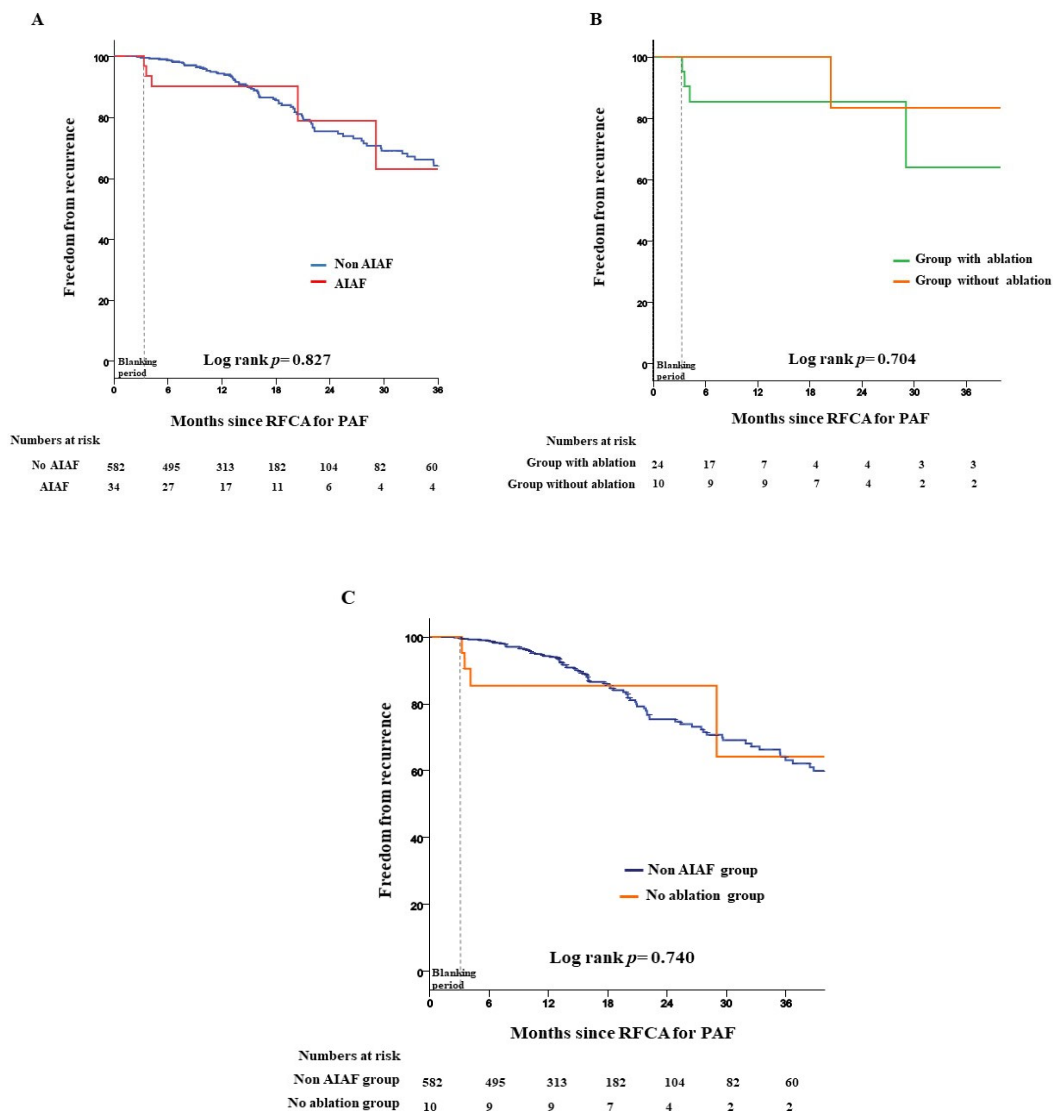 A
Freedom from recurrence
100
80
60
40
20
0
Non AIAF
AIAF
Blanking
period
Log rank p= 0.827
0 6 12 18 24 30 36
Months since RFCA for PAF
Numbers at risk
No AIAF 582 495 313 182 104 82 60
AIAF 34 27 17 11 6 4 4
B
Freedom from recurrence
100
80
60
40
20
0
Group with ablation
Group without ablation
Blanking
period
Log rank p= 0.704
0 6 12 18 24 30 36
Months since RFCA for PAF
Numbers at risk
Group with ablation 24 17 7 4 4 3 3
Group without ablation 10 9 9 7 4 2 2
C
Freedom from recurrence
100
80
60
40
20
0
Non AIAF group
No ablation group
Blanking
period
Log rank p= 0.740
0 6 12 18 24 30 36
Months since RFCA for PAF
Numbers at risk
Non AIAF group 582 495 313 182 104 82 60
No ablation group 10 9 9 7 4 2 2